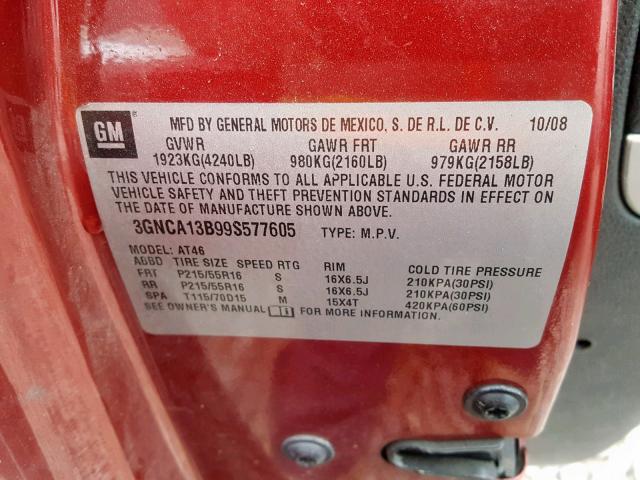 GM
MFD BY GENERAL MOTORS DE MEXICO, S. DE R.L. DE C.V. 10/08
GVWR GAWR FRT GAWR RR
1923KG(4240LB) 980KG(2160LB) 979KG(2158LB)
THIS VEHICLE CONFORMS TO ALL APPLICABLE U.S. FEDERAL MOTOR
VEHICLE SAFETY AND THEFT PREVENTION STANDARDS IN EFFECT ON
THE DATE OF MANUFACTURE SHOWN ABOVE.
3GNCA13B99S577605 TYPE: M.P.V.
MODEL: AT46
ABBD TIRE SIZE SPEED RTG RIM COLD TIRE PRESSURE
FRT P215/55R16 S 16X6.5J 210KPA(30PSI)
RR P215/55R16 S 16X6.5J 210KPA(30PSI)
SPA T115/70D15 M 15X4T 420KPA(60PSI)
SEE OWNER'S MANUAL i FOR MORE INFORMATION.